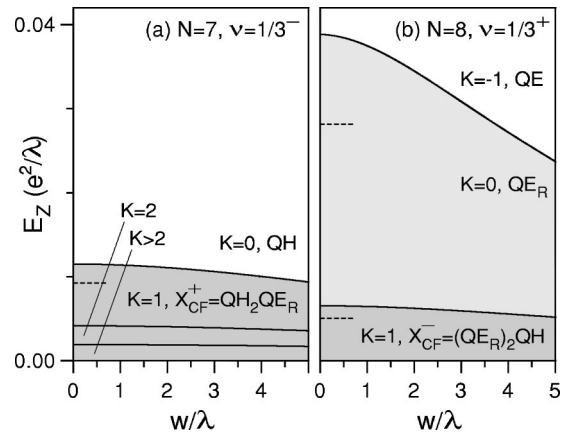 0.04
0.00
E_Z (e²/λ)
(a) N=7, ν=1/3⁻
K=2
K>2
K=0, QH
K=1, X⁺_CF=QH₂QE_R
0 1 2 3 4
w/λ
(b) N=8, ν=1/3⁺
K=-1, QE
K=0, QE_R
K=1, X⁻_CF=(QE_R)₂QH
0 1 2 3 4 5
w/λ